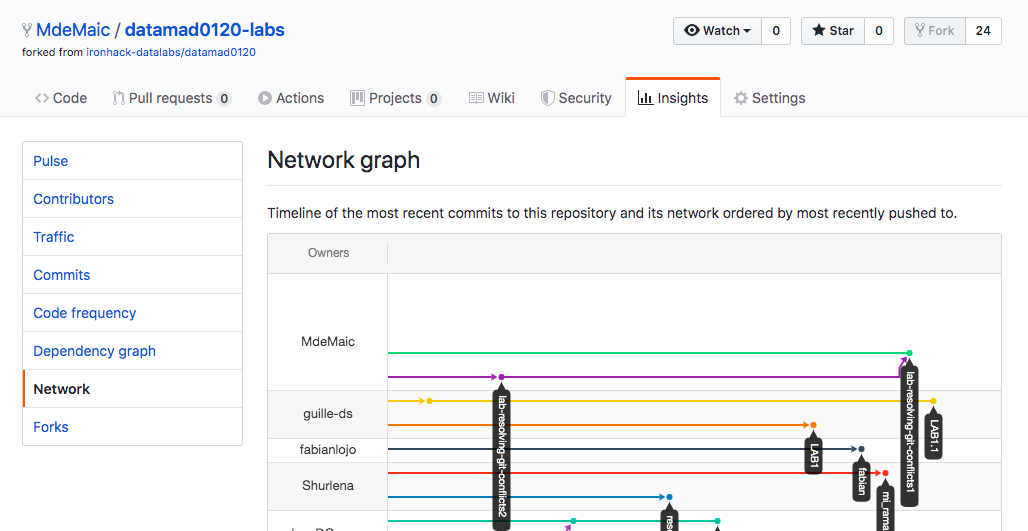 MdeMaic / datamad0120-labs
forked from ironhack-datalabs/datamad0120
Watch 0 Star 0 Fork 24
Code Pull requests 0 Actions Projects 0 Wiki Security Insights Settings
Pulse
Contributors
Traffic
Commits
Code frequency
Dependency graph
Network
Forks
Network graph
Timeline of the most recent commits to this repository and its network ordered by most recently pushed to.
Owners
MdeMaic
guille-ds
fabianlojo
Shurlena
lab-resolving-git-conflicts2
lab-resolving-git-conflicts1
LAB1.1
LAB1
fabian